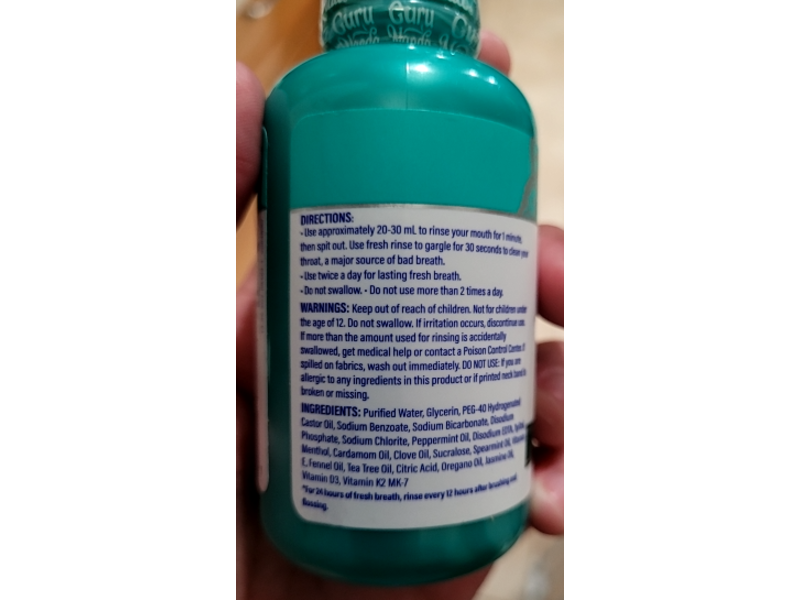 Guru Guru Gu
Nanda
DIRECTIONS:
- Use approximately 20-30 mL to rinse your mouth for 1 minute,
then spit out. Use fresh rinse to gargle for 30 seconds to clean your
throat, a major source of bad breath.
- Use twice a day for lasting fresh breath.
- Do not swallow. - Do not use more than 2 times a day.
WARNINGS: Keep out of reach of children. Not for children under
the age of 12. Do not swallow. If irritation occurs, discontinue use.
If more than the amount used for rinsing is accidentally
swallowed, get medical help or contact a Poison Control Center. If
spilled on fabrics, wash out immediately. DO NOT USE: If you are
allergic to any ingredients in this product or if printed neck band is
broken or missing.
INGREDIENTS: Purified Water, Glycerin, PEG-40 Hydrogenated
Castor Oil, Sodium Benzoate, Sodium Bicarbonate, Disodium
Phosphate, Sodium Chlorite, Peppermint Oil, Disodium EDTA, Xylitol,
Menthol, Cardamom Oil, Clove Oil, Sucralose, Spearmint Oil, Vitamin
E, Fennel Oil, Tea Tree Oil, Citric Acid, Oregano Oil, Jasmine Oil,
Vitamin D3, Vitamin K2 MK-7
*For 24 hours of fresh breath, rinse every 12 hours after brushing and
flossing.